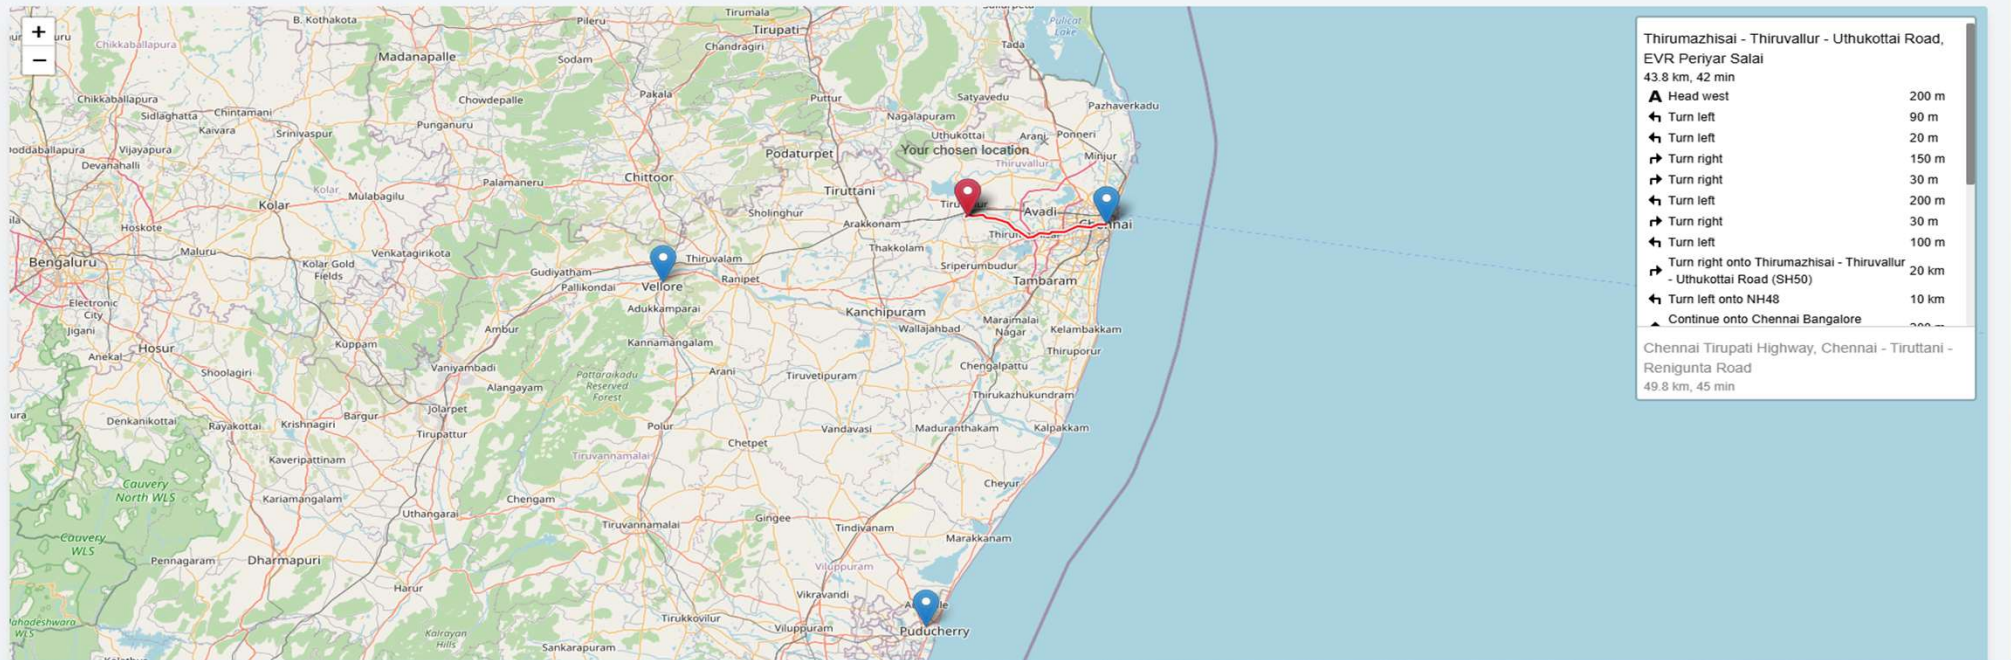 +
−
B. Kothakota
Pileru
Tirumala
Tirupati
Pulicat
Lake
Chikkaballapura
Madanapalle
Sodam
Chandragiri
Tada
Chikkaballapura
Chintamani
Sidlaghatta
Kaivara
Srinivaspur
Chowdepalle
Pakala
Puttur
Satyavedu
Pazhaverkadu
Punganuru
Nagalapuram
Uthukottai
Arani
Ponneri
Doddaballapura
Vijayapura
Devanahalli
Podaturpet
Your chosen location
Thiruvallur
Minjur
Kolar
Mulabagilu
Palamaneru
Chittoor
Tiruttani
Kolar
Sholinghur
Arakkonam
Avadi
Hoskote
Maluru
Venkatagirikota
Thakkolam
Bengaluru
Kolar Gold
Fields
Gudiyatham
Pallikondai
Thiruvalam
Ranipet
Vellore
Sriperumbudur
Tambaram
Electronic
City
Jigani
Anekal
Hosur
Kuppam
Ambur
Adukkamparai
Kannamangalam
Kanchipuram
Wallajahbad
Maraimalai
Nagar
Kelambakkam
Thiruporur
Shoolagiri
Vaniyambadi
Alangayam
Pattaraikadu
Reserved
Forest
Arani
Tiruvetipuram
Chengalpattu
Thirukazhukundram
Denkanikottai
Rayakottai
Krishnagiri
Bargur
Jolarpet
Tirupattur
Polur
Chetpet
Vandavasi
Maduranthakam
Kalpakkam
Kaveripattinam
Tiruvannamalai
Cauvery
North WLS
Kariamangalam
Uthangarai
Chengam
Tiruvannamalai
Gingee
Tindivanam
Cheyur
Marakkanam
Cauvery
WLS
Pennagaram
Dharmapuri
Harur
Viluppuram
Vikravandi
Kalrayan
Hills
Tirukkovilur
Viluppuram
Sankarapuram
Puducherry
WLS
Thirumazhisai - Thiruvallur - Uthukottai Road,
EVR Periyar Salai
43.8 km, 42 min
A Head west 200 m
Turn left 90 m
Turn left 20 m
Turn right 150 m
Turn right 30 m
Turn left 200 m
Turn right 30 m
Turn left 100 m
Turn right onto Thirumazhisai - Thiruvallur
- Uthukottai Road (SH50) 20 km
Turn left onto NH48 10 km
Continue onto Chennai Bangalore
Chennai Tirupati Highway, Chennai - Tiruttani -
Renigunta Road
49.8 km, 45 min